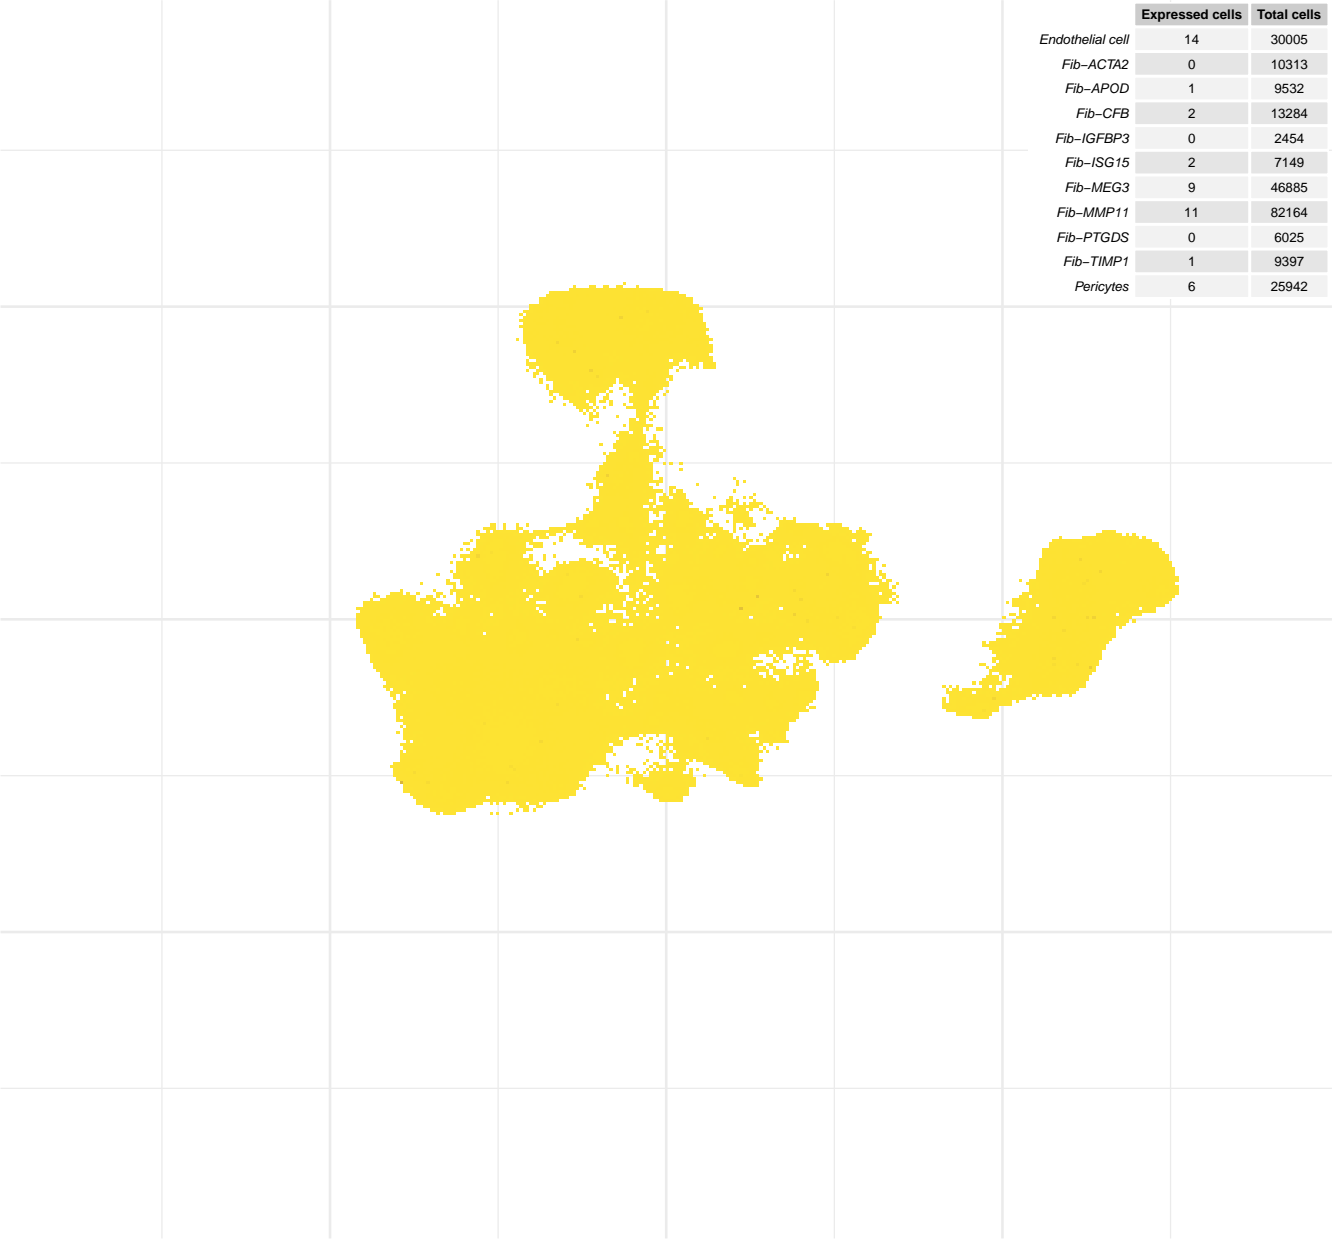 Expressed cells Total cells
Endothelial cell 14 30005
Fib−ACTA2 0 10313
Fib−APOD 1 9532
Fib−CFB 2 13284
Fib−IGFBP3 0 2454
Fib−ISG15 2 7149
Fib−MEG3 9 46885
Fib−MMP11 11 82164
Fib−PTGDS 0 6025
Fib−TIMP1 1 9397
Pericytes 6 25942